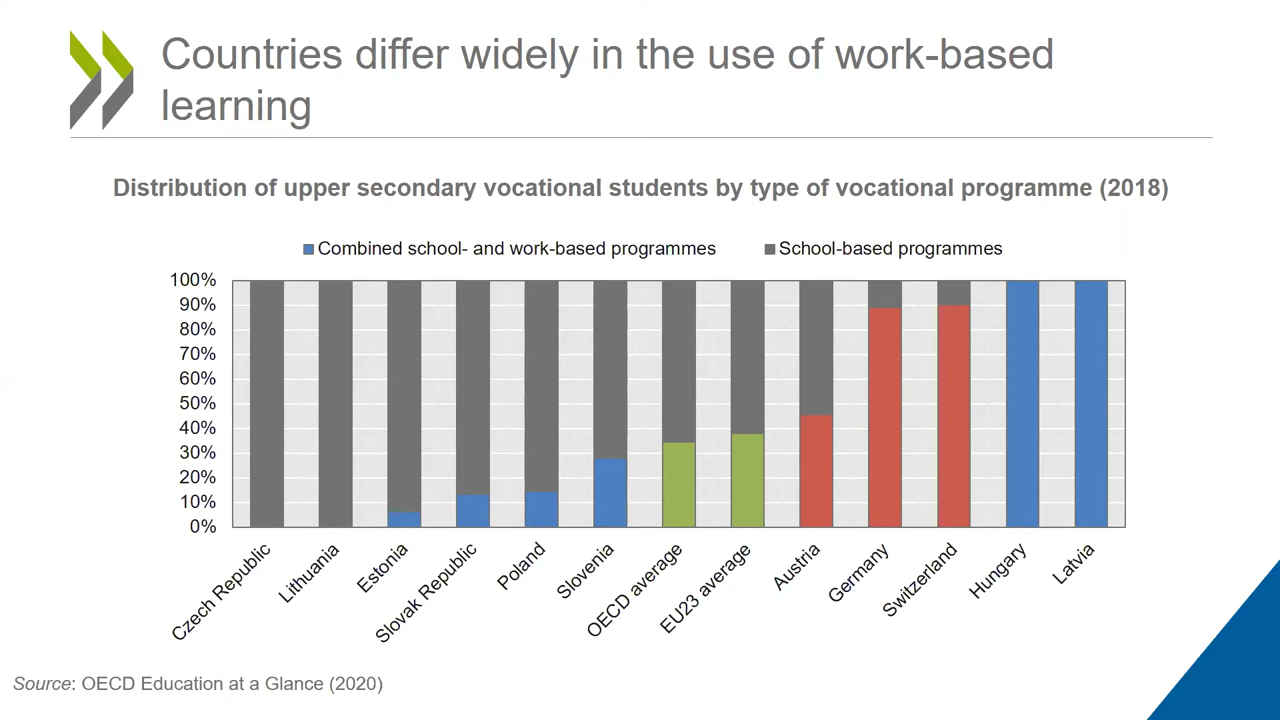 Countries differ widely in the use of work-based
learning
Distribution of upper secondary vocational students by type of vocational programme (2018)
Combined school- and work-based programmes School-based programmes
100%
90%
80%
70%
60%
50%
40%
30%
20%
10%
0%
Czech Republic
Lithuania
Estonia
Slovak Republic
Poland
Slovenia
OECD average
EU23 average
Austria
Germany
Switzerland
Hungary
Latvia
Source: OECD Education at a Glance (2020)